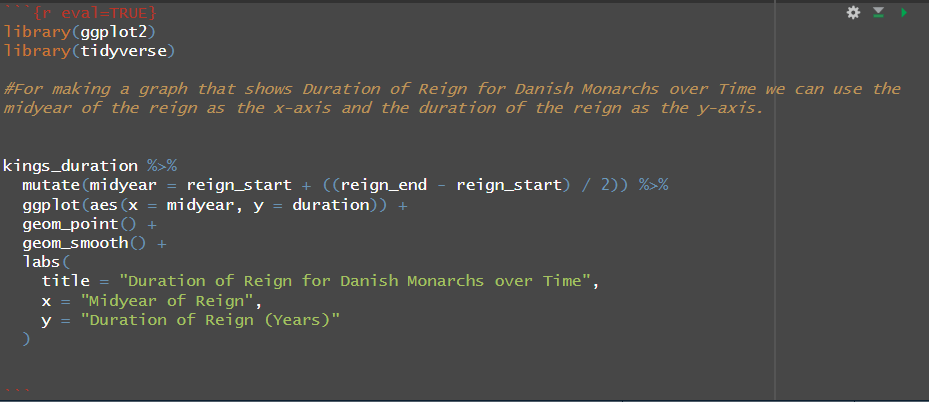 ```{r eval=TRUE}
library(ggplot2)
library(tidyverse)
#For making a graph that shows Duration of Reign for Danish Monarchs over Time we can use the
midyear of the reign as the x-axis and the duration of the reign as the y-axis.
kings_duration %>%
  mutate(midyear = reign_start + ((reign_end - reign_start) / 2)) %>%
  ggplot(aes(x = midyear, y = duration)) +
  geom_point() +
  geom_smooth() +
  labs(
    title = "Duration of Reign for Danish Monarchs over Time",
    x = "Midyear of Reign",
    y = "Duration of Reign (Years)"
  )
```